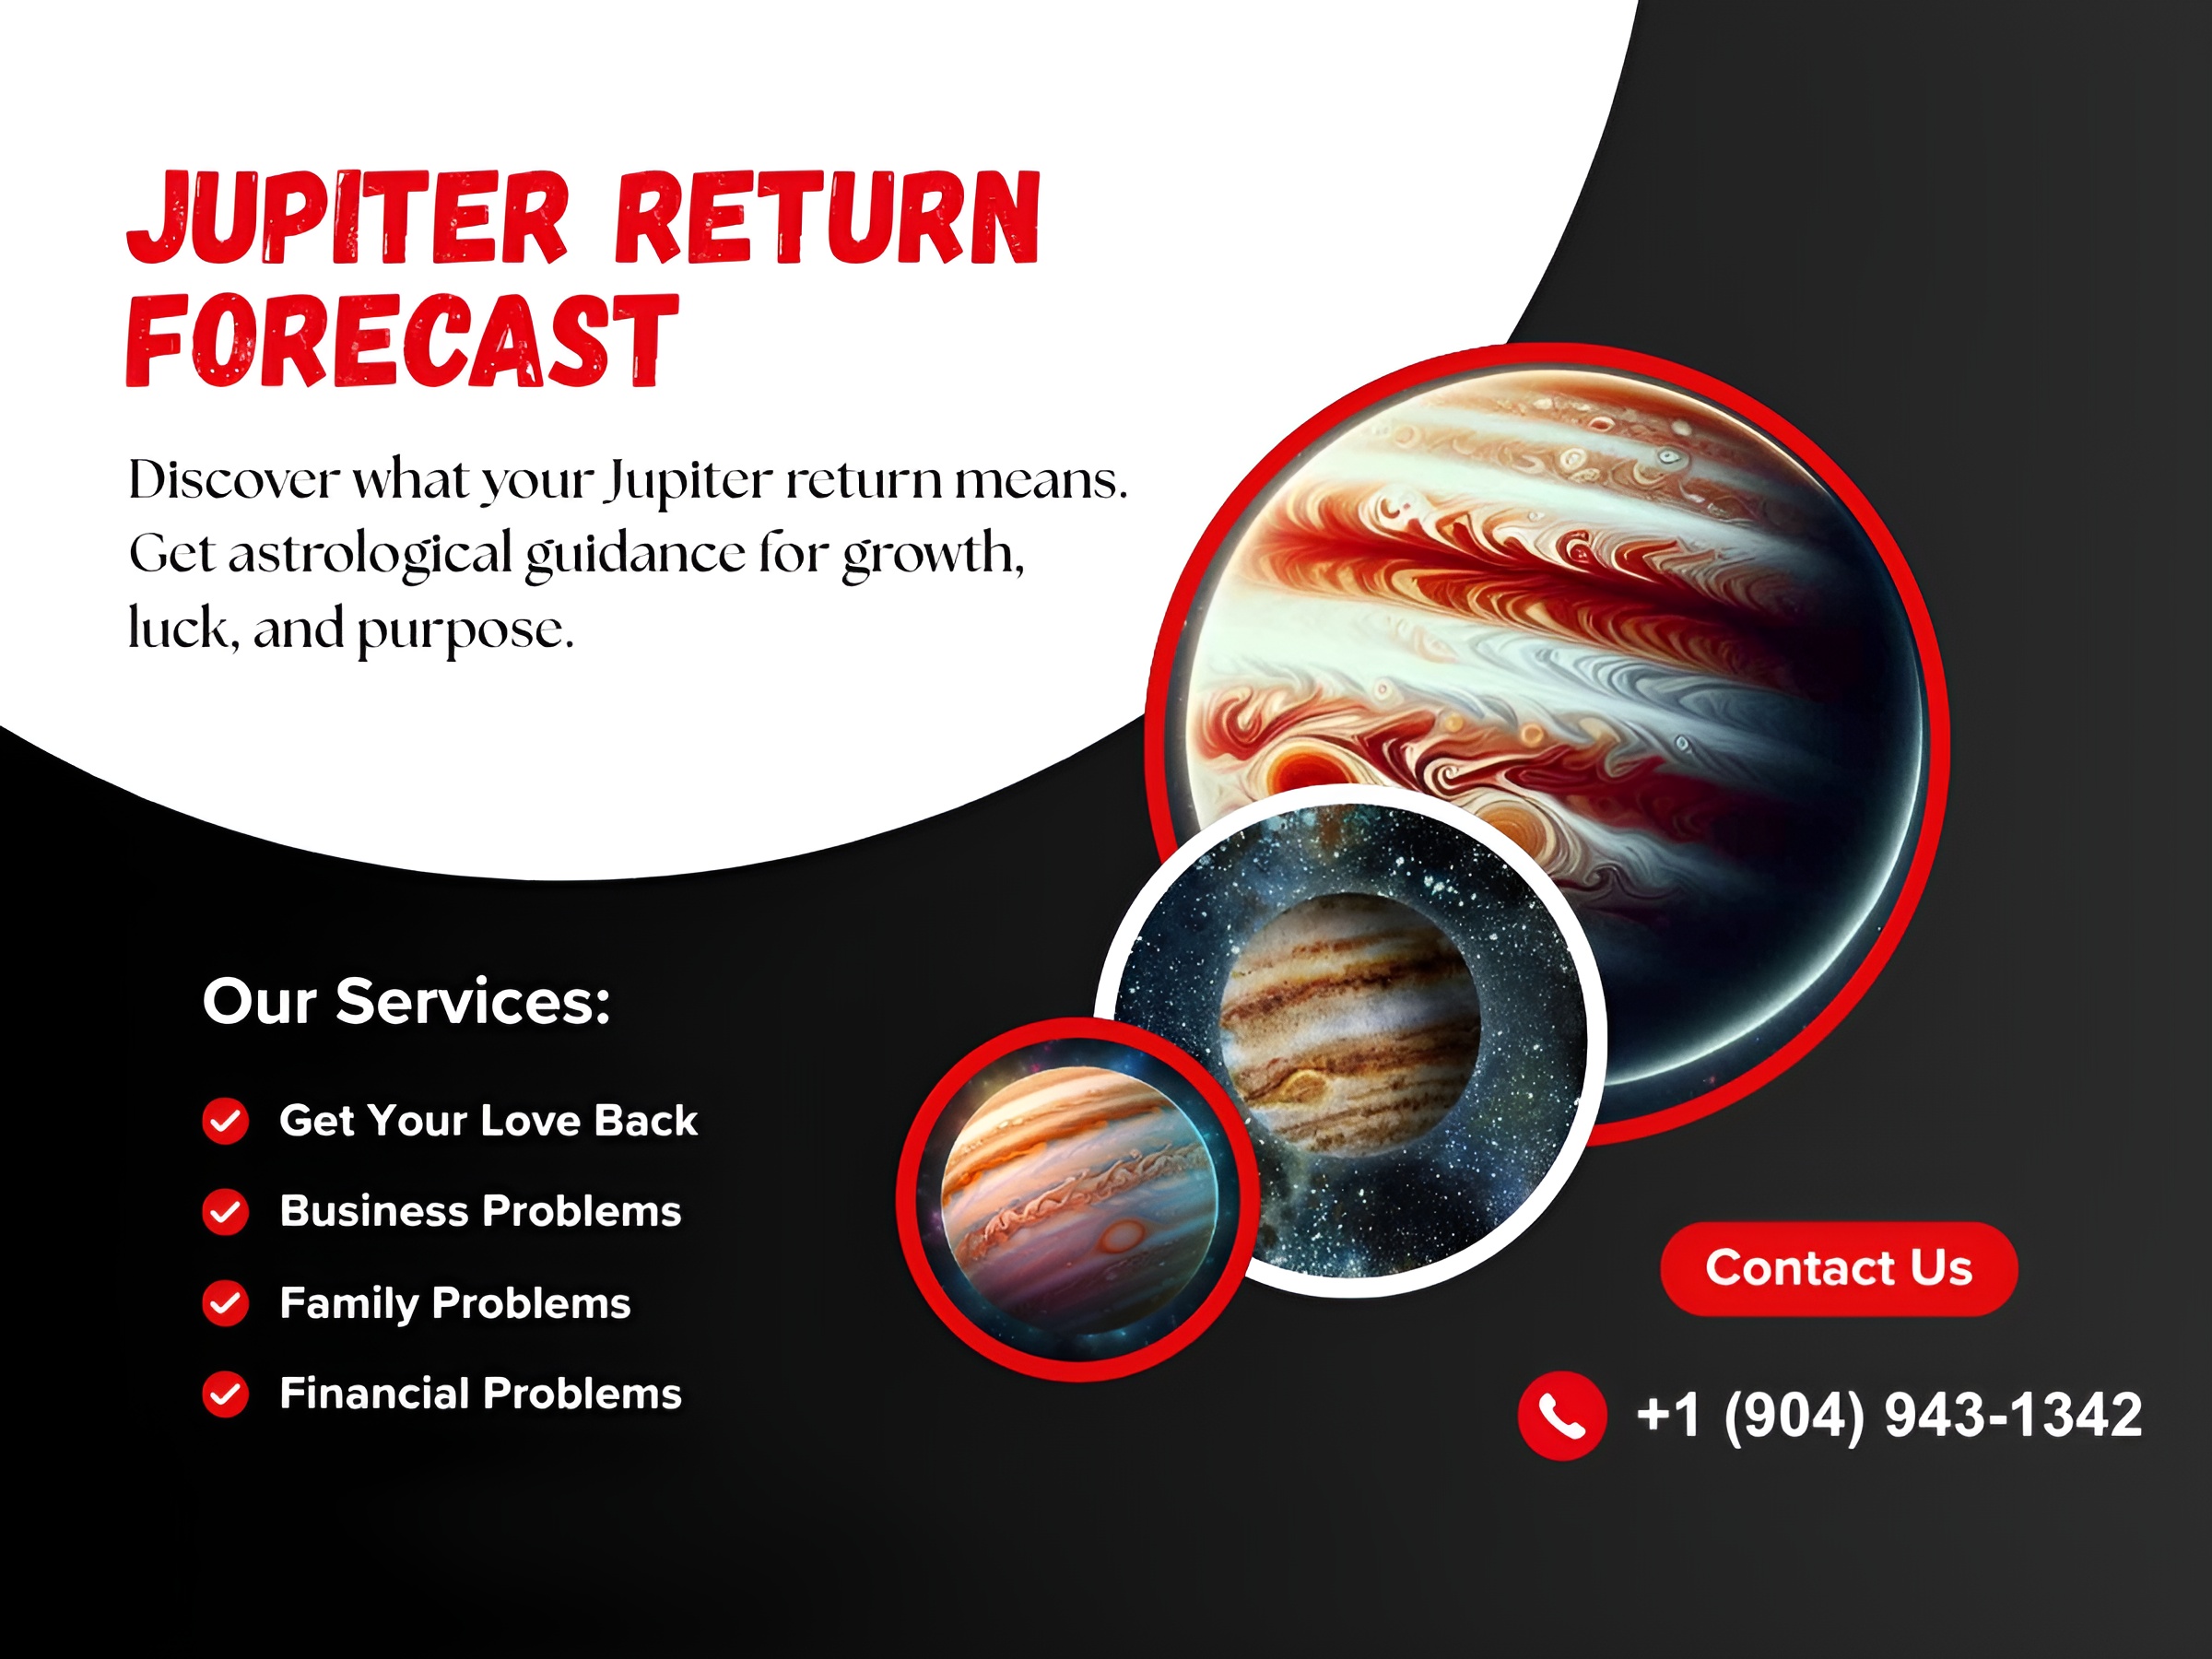 JUPITER RETURN
FORECAST
Discover what your Jupiter return means.
Get astrological guidance for growth,
luck, and purpose.
Our Services:
Get Your Love Back
Business Problems
Family Problems
Financial Problems
Contact Us
+1 (904) 943-1342